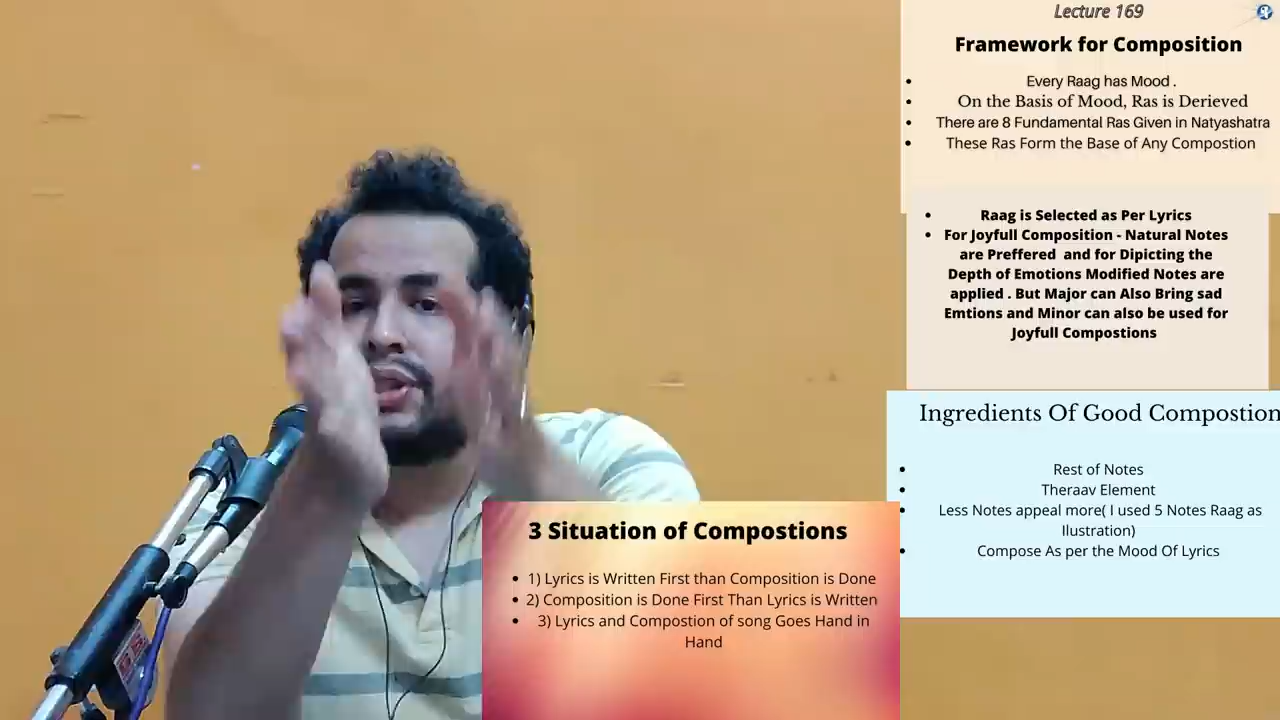 Lecture 169
Framework for Composition
Every Raag has Mood .
On the Basis of Mood, Ras is Derieved
There are 8 Fundamental Ras Given in Natyashatra
These Ras Form the Base of Any Compostion
Raag is Selected as Per Lyrics
For Joyfull Composition - Natural Notes
are Preffered and for Dipicting the
Depth of Emotions Modified Notes are
applied . But Major can Also Bring sad
Emtions and Minor can also be used for
Joyfull Compostions
Ingredients Of Good Compostion
Rest of Notes
Theraav Element
Less Notes appeal more( I used 5 Notes Raag as
Ilustration)
Compose As per the Mood Of Lyrics
3 Situation of Compostions
1) Lyrics is Written First than Composition is Done
2) Composition is Done First Than Lyrics is Written
3) Lyrics and Compostion of song Goes Hand in
Hand